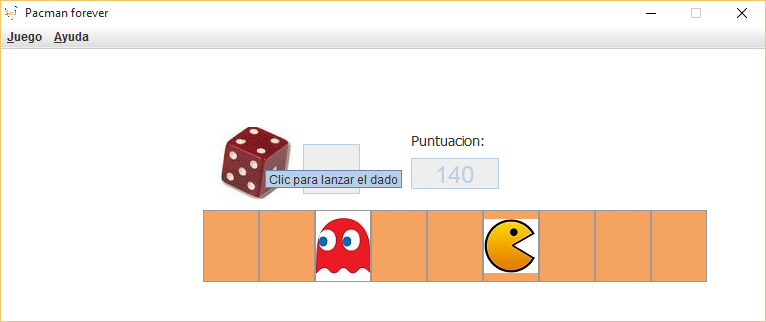 Pacman forever
Juego Ayuda
Puntuacion:
140
Clic para lanzar el dado